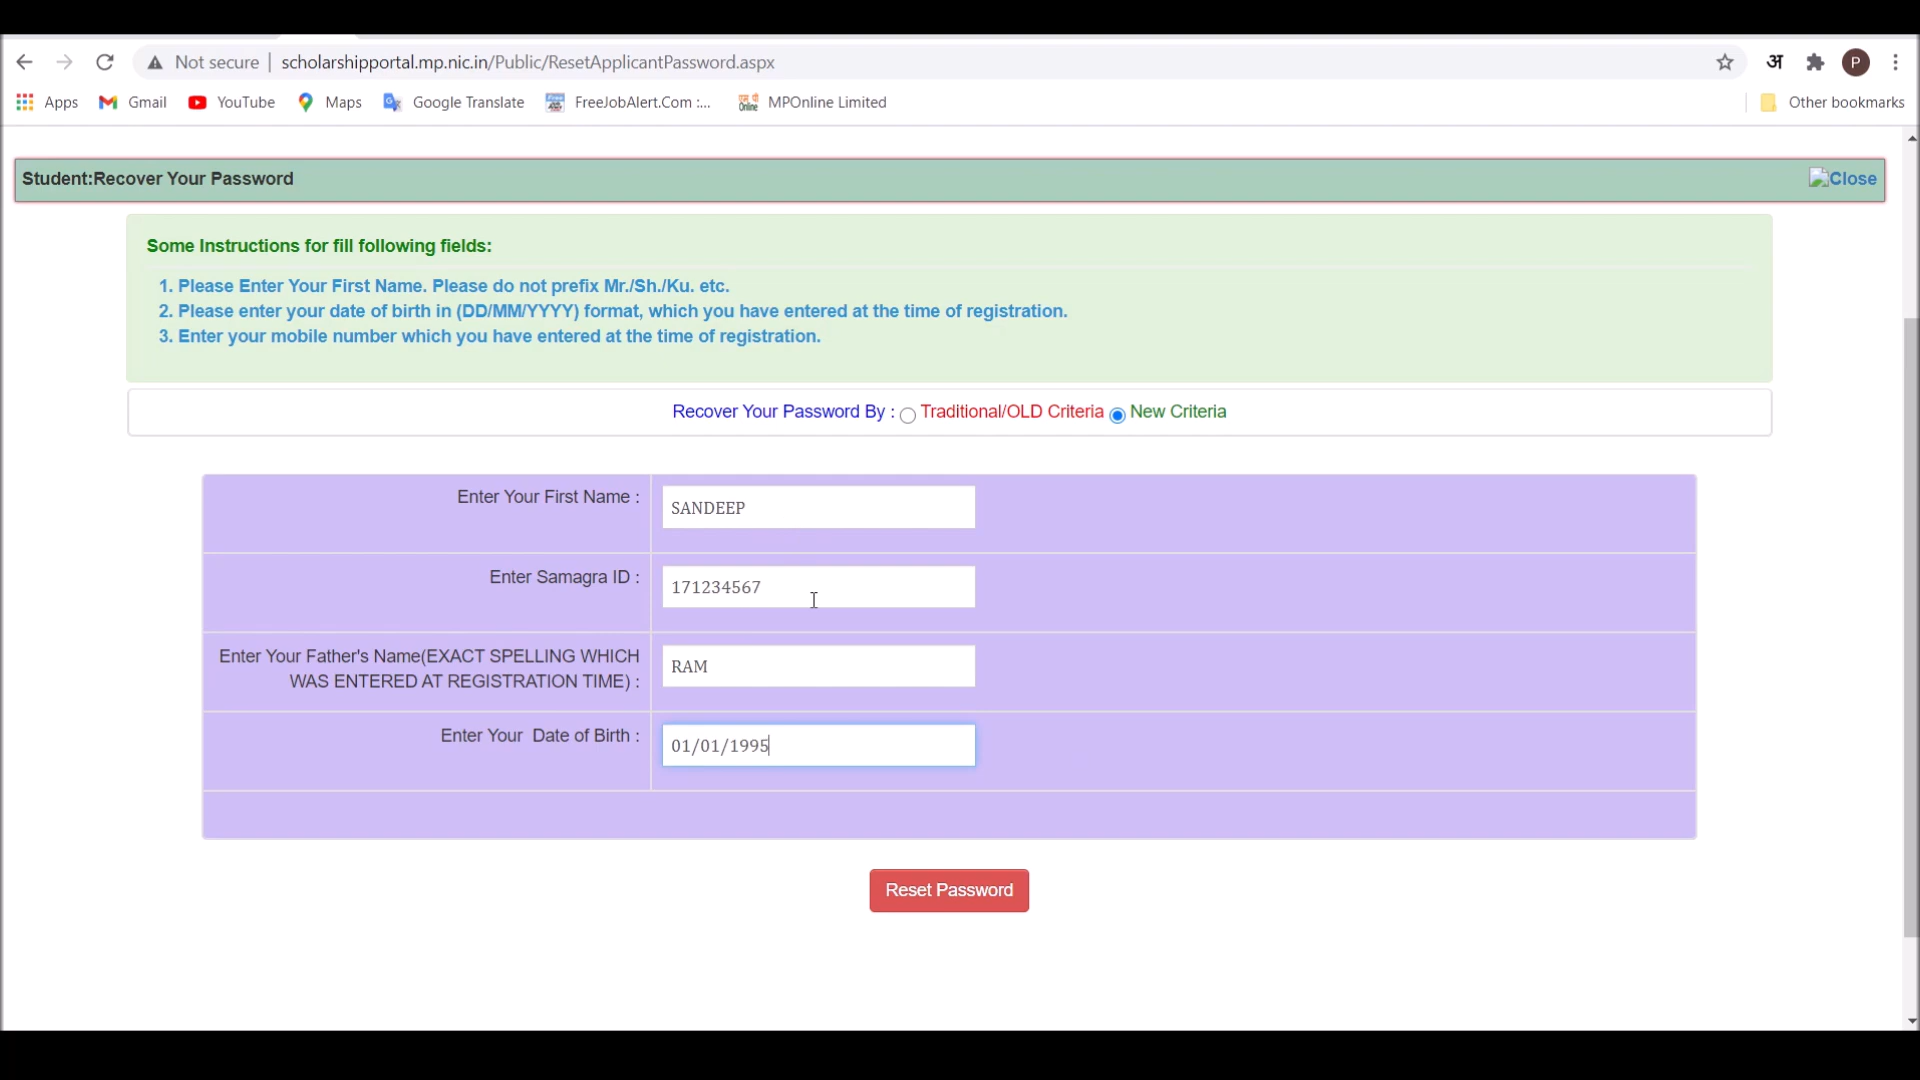 Not secure | scholarshipportal.mp.nic.in/Public/ResetApplicantPassword.aspx अ P
Apps Gmail YouTube Maps Google Translate FreeJobAlert.Com :... MPOnline Limited Other bookmarks
Student:Recover Your Password Close
Some Instructions for fill following fields:
1. Please Enter Your First Name. Please do not prefix Mr./Sh./Ku. etc.
2. Please enter your date of birth in (DD/MM/YYYY) format, which you have entered at the time of registration.
3. Enter your mobile number which you have entered at the time of registration.
Recover Your Password By : Traditional/OLD Criteria New Criteria
Enter Your First Name : SANDEEP
Enter Samagra ID : 171234567
Enter Your Father's Name(EXACT SPELLING WHICH
WAS ENTERED AT REGISTRATION TIME) : RAM
Enter Your Date of Birth : 01/01/1995
Reset Password